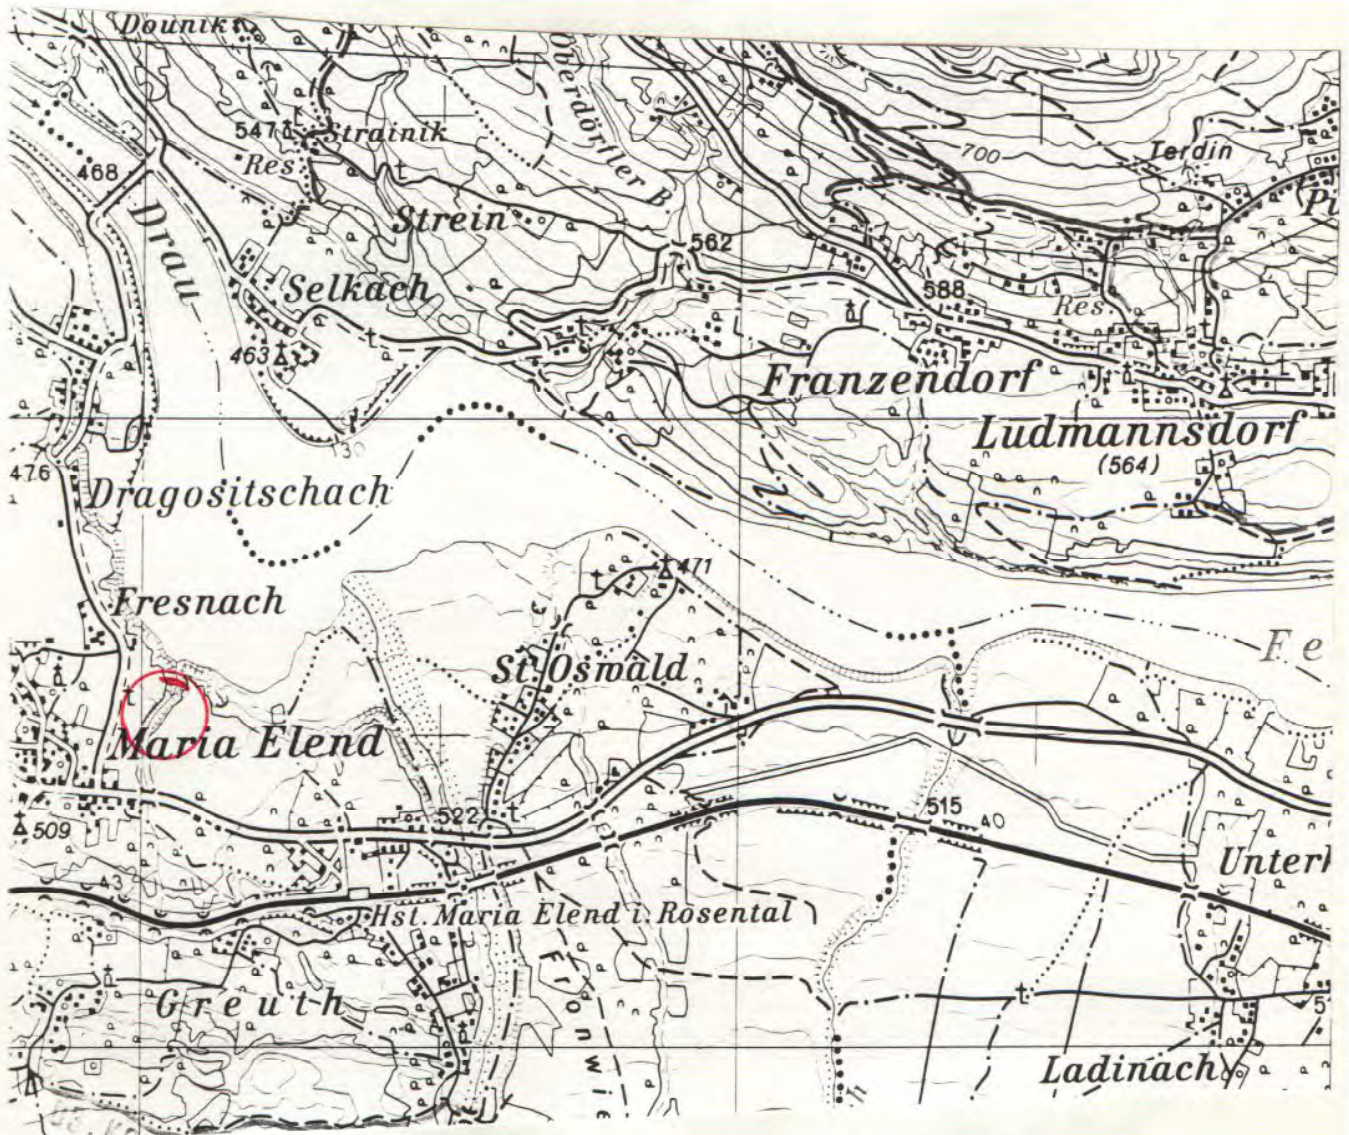 Dounik
Oberdörfler B.
547
Strainik
Res.
700
Terdin
468
Drau
Strein
562
Selkach
588
Res.
463
Franzendorf
Ludmannsdorf
(564)
476
Dragositschach
471
Fresnach
Fe
St. Oswald
Maria Elend
522
515
40
509
43
Hst. Maria Elend i. Rosental
Greuth
Fronwie
Ladinach